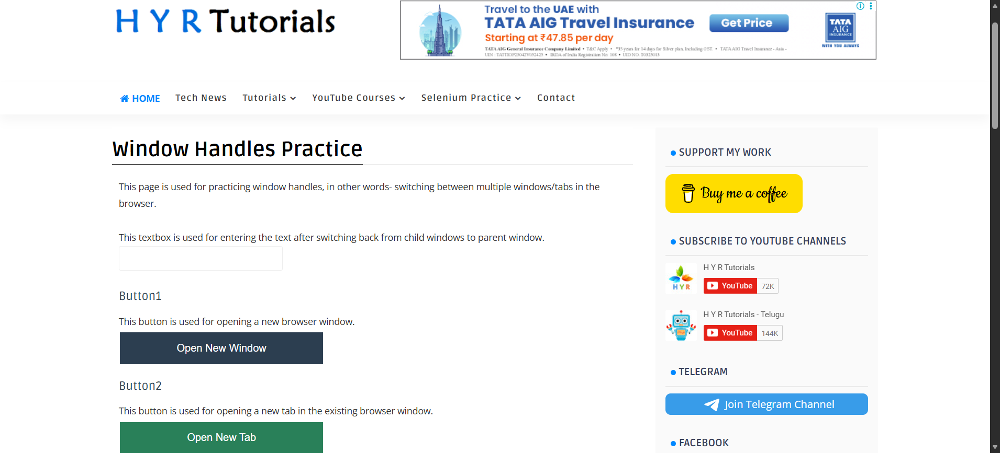 H Y R Tutorials
Travel to the UAE with
TATA AIG Travel Insurance
Starting at ₹47.85 per day
TATA AIG General Insurance Company Limited • T&C Apply • *35 years for 14 days for Silver plan, Including GST. • TATA AIG Travel Insurance - Asia -
UIN : TATTIOP25042V052425 • IRDA of India Registration No: 108 • UID NO. T0325013
Get Price
TATA
AIG
INSURANCE
WITH YOU ALWAYS
HOME
Tech News
Tutorials
YouTube Courses
Selenium Practice
Contact
Window Handles Practice
This page is used for practicing window handles, in other words- switching between multiple windows/tabs in the
browser.
This textbox is used for entering the text after switching back from child windows to parent window.
Button1
This button is used for opening a new browser window.
Open New Window
Button2
This button is used for opening a new tab in the existing browser window.
Open New Tab
SUPPORT MY WORK
Buy me a coffee
SUBSCRIBE TO YOUTUBE CHANNELS
H Y R Tutorials
HYR
YouTube
72K
H Y R Tutorials - Telugu
YouTube
144K
TELEGRAM
Join Telegram Channel
FACEBOOK